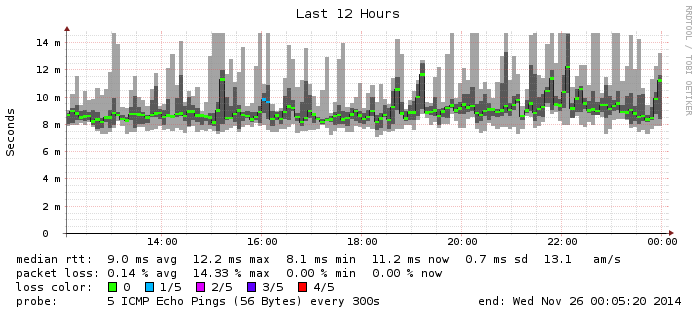 Last 12 Hours
RRDTOOL / TOBI OETIKER
Seconds
14 m
12 m
10 m
8 m
6 m
4 m
2 m
0
14:00 16:00 18:00 20:00 22:00 00:00
median rtt: 9.0 ms avg 12.2 ms max 8.1 ms min 11.2 ms now 0.7 ms sd 13.1 am/s
packet loss: 0.14 % avg 14.33 % max 0.00 % min 0.00 % now
loss color: 0 1/5 2/5 3/5 4/5
probe: 5 ICMP Echo Pings (56 Bytes) every 300s end: Wed Nov 26 00:05:20 2014